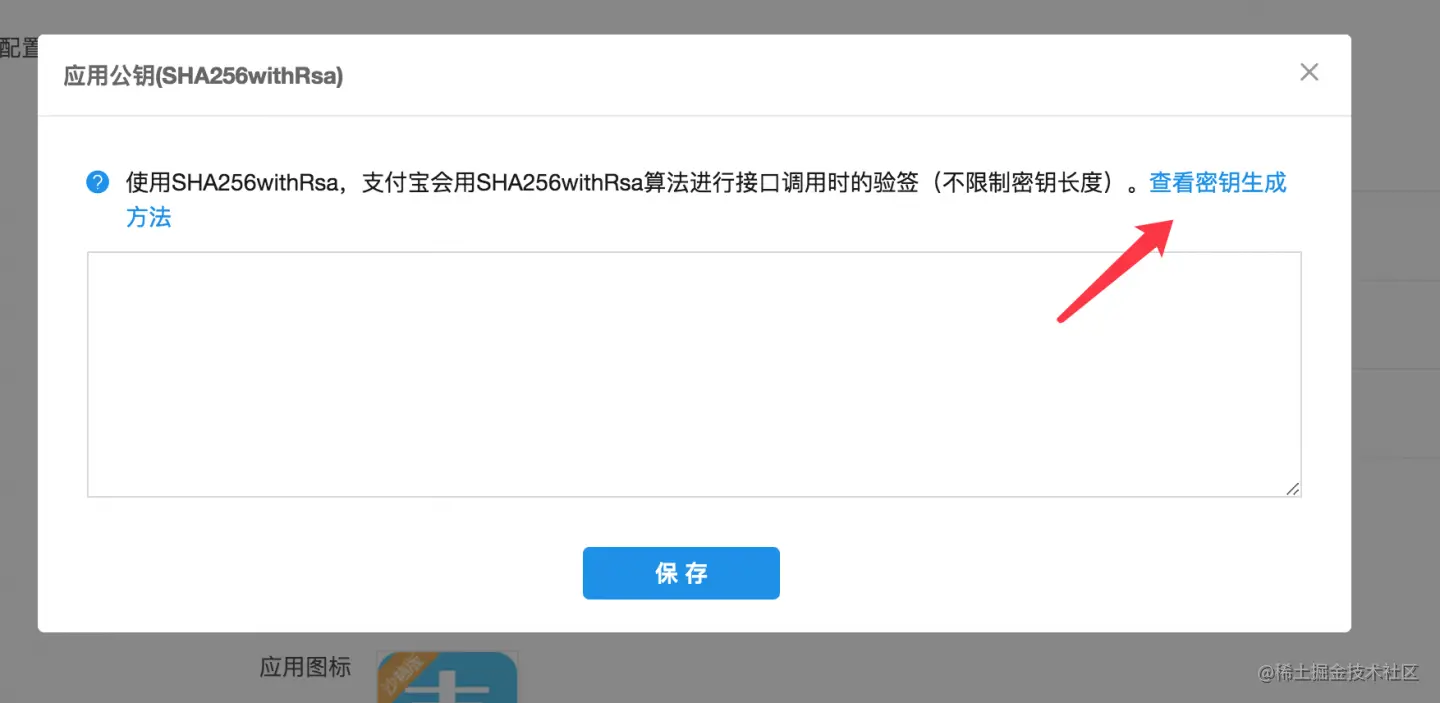 配置
应用公钥(SHA256withRsa)
使用SHA256withRsa，支付宝会用SHA256withRsa算法进行接口调用时的验签（不限制密钥长度）。查看密钥生成
方法
保 存
应用图标
沙箱版
@稀土掘金技术社区